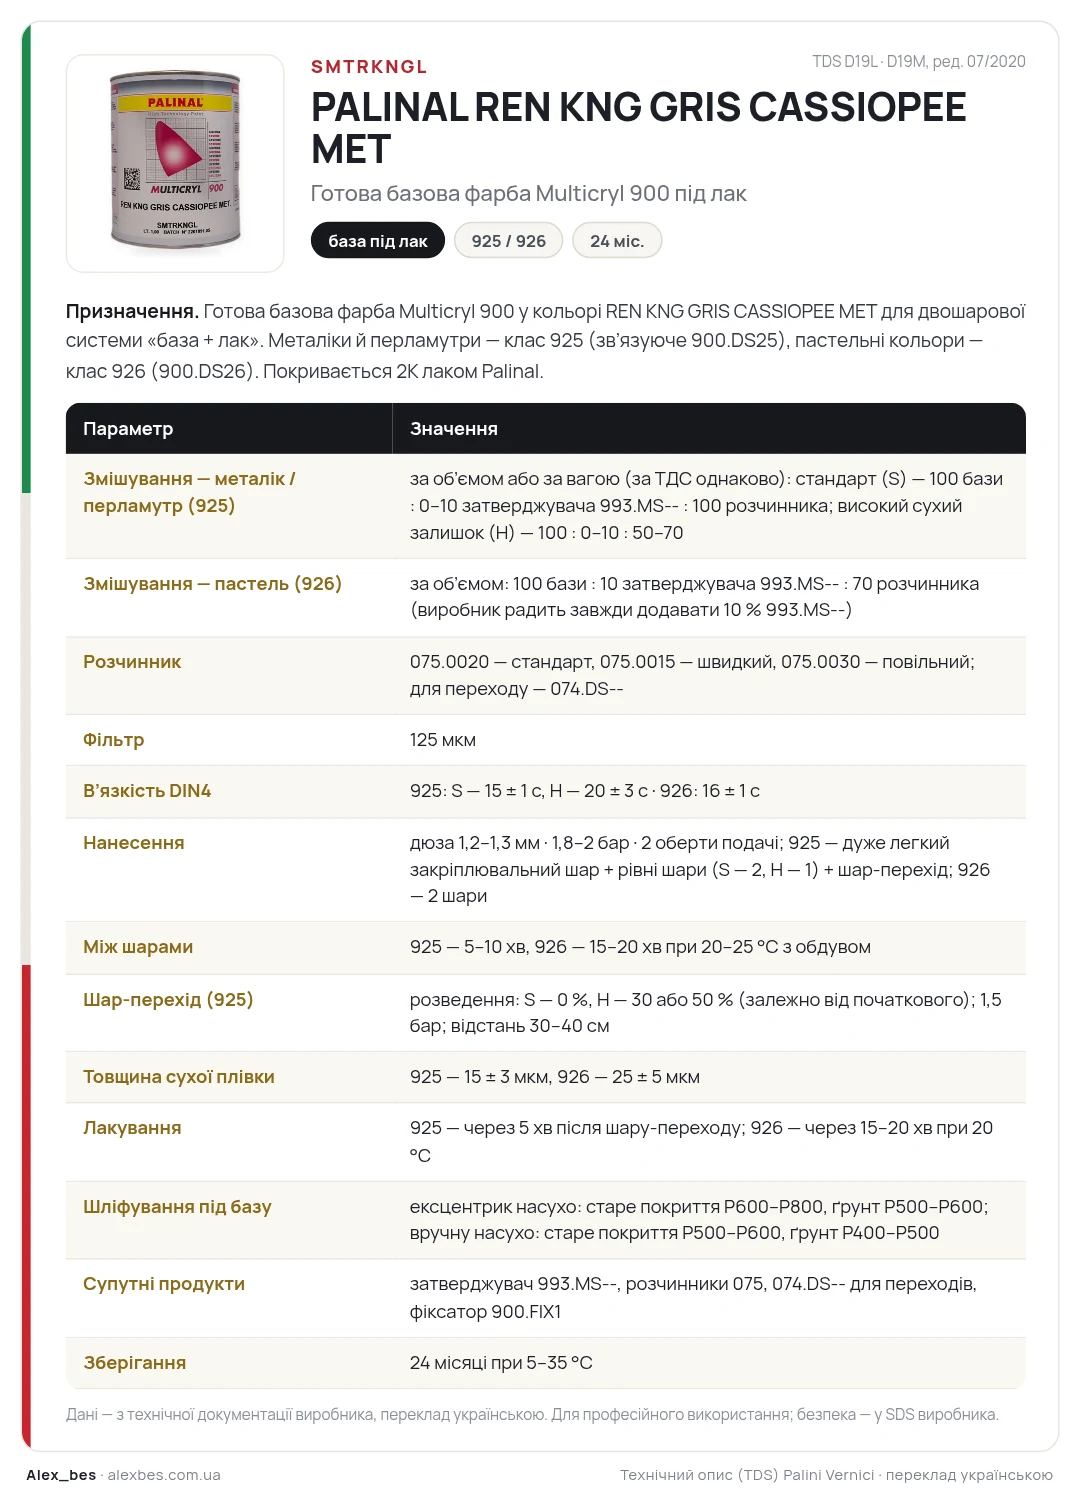 SMTRKNGL
TDS D19L · D19M, ред. 07/2020
PALINAL REN KNG GRIS CASSIOPEE
MET
Готова базова фарба Multicryl 900 під лак
база під лак
925 / 926
24 міс.
PALINAL
High Technology Paint
MULTICRYL 900
REN KNG GRIS CASSIOPEE MET.
SMTRKNGL
Призначення. Готова базова фарба Multicryl 900 у кольорі REN KNG GRIS CASSIOPEE MET для двошарової
системи «база + лак». Металіки й перламутри — клас 925 (зв’язуюче 900.DS25), пастельні кольори —
клас 926 (900.DS26). Покривається 2K лаком Palinal.
Параметр
Значення
Змішування — металік /
перламутр (925)
за об’ємом або за вагою (за ТДС однаково): стандарт (S) — 100 бази
: 0–10 затверджувача 993.MS-- : 100 розчинника; високий сухий
залишок (H) — 100 : 0–10 : 50–70
Змішування — пастель (926)
за об’ємом: 100 бази : 10 затверджувача 993.MS-- : 70 розчинника
(виробник радить завжди додавати 10 % 993.MS--)
Розчинник
075.0020 — стандарт, 075.0015 — швидкий, 075.0030 — повільний;
для переходу — 074.DS--
Фільтр
125 мкм
В’язкість DIN4
925: S — 15 ± 1 с, H — 20 ± 3 с · 926: 16 ± 1 с
Нанесення
дюза 1,2–1,3 мм · 1,8–2 бар · 2 оберти подачі; 925 — дуже легкий
закріплювальний шар + рівні шари (S — 2, H — 1) + шар-перехід; 926
— 2 шари
Між шарами
925 — 5–10 хв, 926 — 15–20 хв при 20–25 °C з обдувом
Шар-перехід (925)
розведення: S — 0 %, H — 30 або 50 % (залежно від початкового); 1,5
бар; відстань 30–40 см
Товщина сухої плівки
925 — 15 ± 3 мкм, 926 — 25 ± 5 мкм
Лакування
925 — через 5 хв після шару-переходу; 926 — через 15–20 хв при 20
°C
Шліфування під базу
ексцентрик насухо: старе покриття P600–P800, ґрунт P500–P600;
вручну насухо: старе покриття P500–P600, ґрунт P400–P500
Супутні продукти
затверджувач 993.MS--, розчинники 075, 074.DS-- для переходів,
фіксатор 900.FIX1
Зберігання
24 місяці при 5–35 °C
Дані — з технічної документації виробника, переклад українською. Для професійного використання; безпека — у SDS виробника.
Alex_bes · alexbes.com.ua
Технічний опис (TDS) Palini Vernici · переклад українською